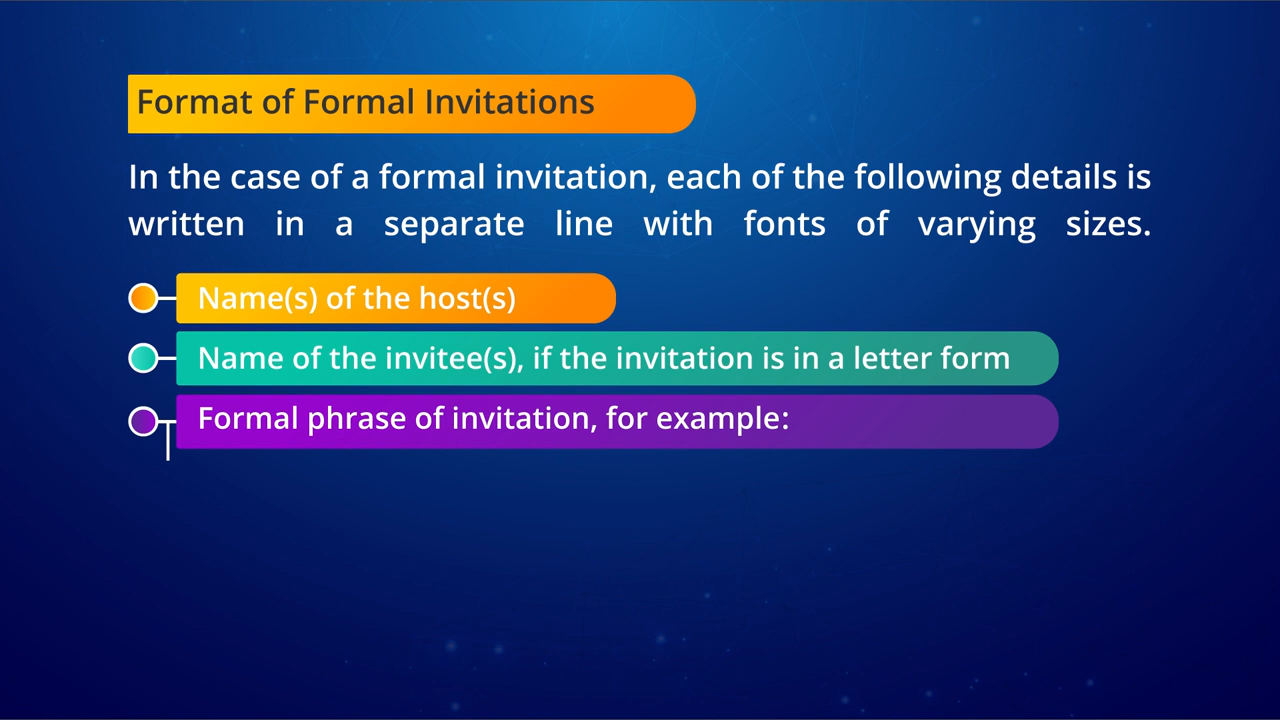 Format of Formal Invitations
In the case of a formal invitation, each of the following details is
written in a separate line with fonts of varying sizes.
Name(s) of the host(s)
Name of the invitee(s), if the invitation is in a letter form
Formal phrase of invitation, for example: